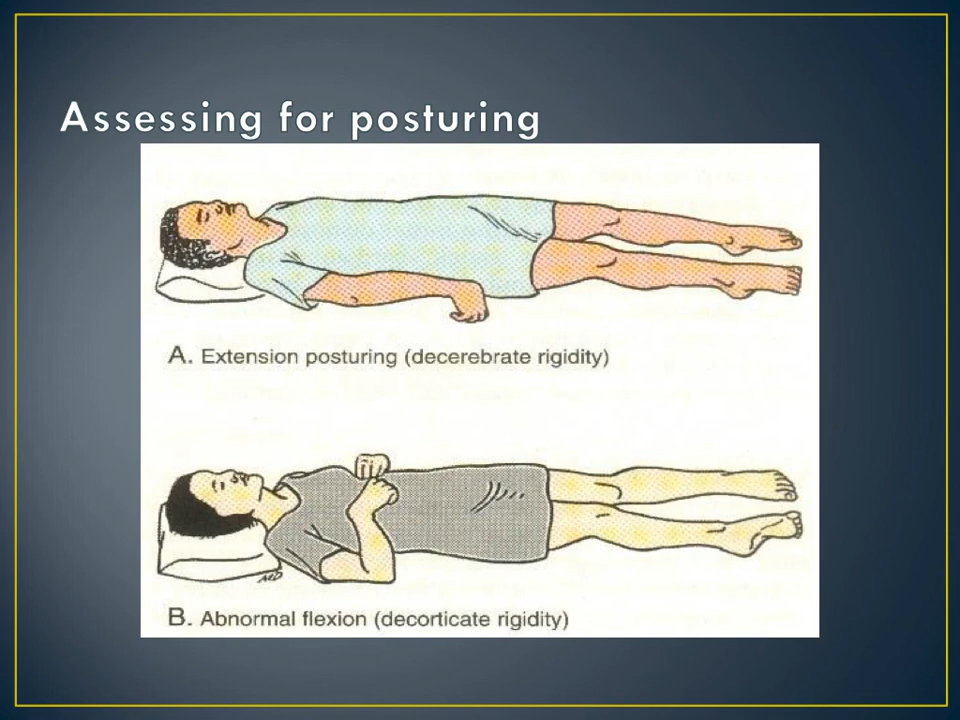 Assessing for posturing
A. Extension posturing (decerebrate rigidity)
B. Abnormal flexion (decorticate rigidity)